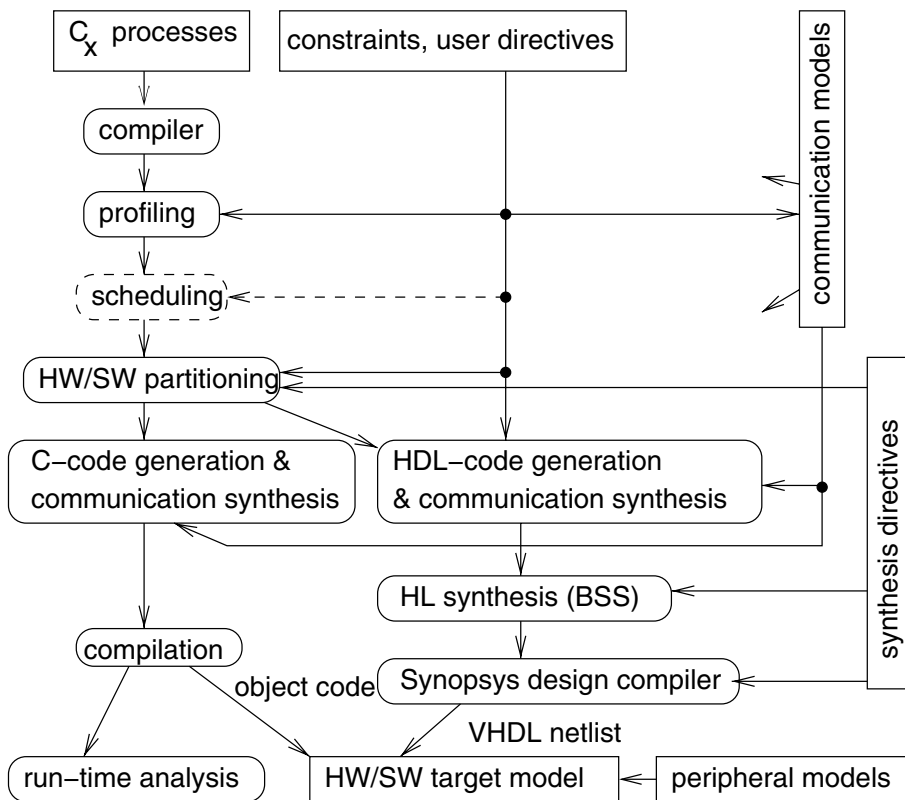 Cx processes
constraints, user directives
communication models
compiler
profiling
scheduling
HW/SW partitioning
synthesis directives
C−code generation &
communication synthesis
HDL−code generation
& communication synthesis
HL synthesis (BSS)
compilation
object code
Synopsys design compiler
VHDL netlist
run−time analysis
HW/SW target model
peripheral models